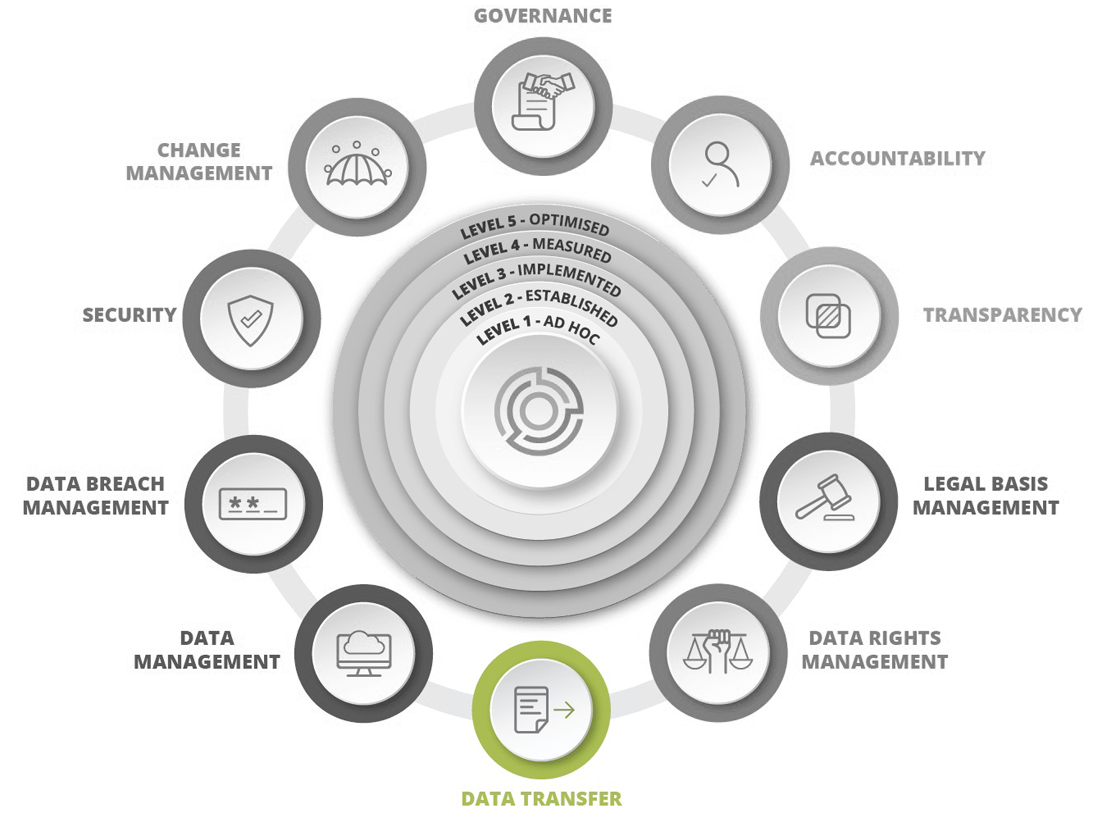 GOVERNANCE
CHANGE
MANAGEMENT
ACCOUNTABILITY
LEVEL 5 - OPTIMISED
LEVEL 4 - MEASURED
LEVEL 3 - IMPLEMENTED
LEVEL 2 - ESTABLISHED
LEVEL 1 - AD HOC
SECURITY
TRANSPARENCY
DATA BREACH
MANAGEMENT
**_
LEGAL BASIS
MANAGEMENT
DATA
MANAGEMENT
DATA RIGHTS
MANAGEMENT
DATA TRANSFER